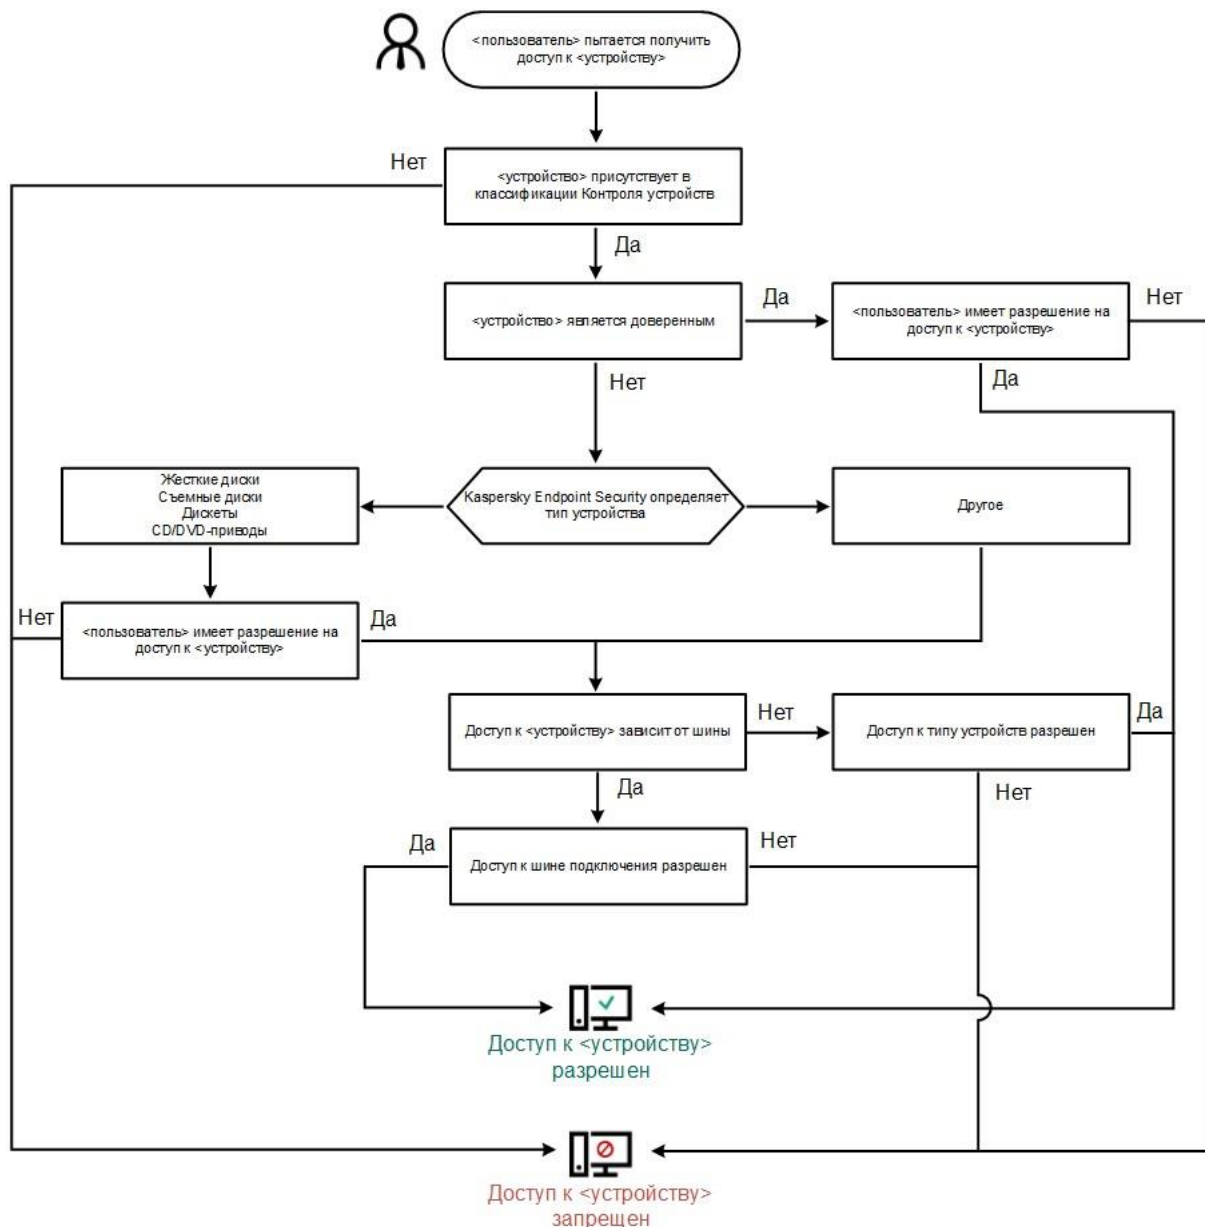 <пользователь> пытается получить
доступ к <устройству>
Нет
<устройство> присутствует в
классификации Контроля устройств
Да
<устройство> является доверенным
Да
<пользователь> имеет разрешение на
доступ к <устройству>
Нет
Нет
Да
Жесткие диски
Съемные диски
Дискеты
CD/DVD-приводы
Kaspersky Endpoint Security определяет
тип устройства
Другое
Нет
<пользователь> имеет разрешение на
доступ к <устройству>
Да
Доступ к <устройству> зависит от шины
Нет
Доступ к типу устройств разрешен
Да
Да
Нет
Да
Доступ к шине подключения разрешен
Нет
Доступ к <устройству>
разрешен
Доступ к <устройству>
запрещен